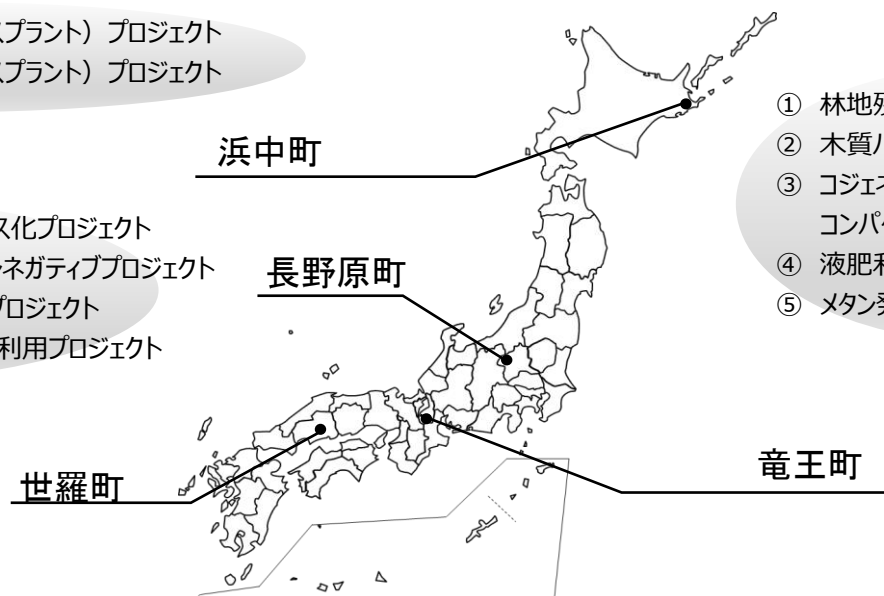 スプラント）プロジェクト
スプラント）プロジェクト
浜中町
ス化プロジェクト
ネガティブプロジェクト
プロジェクト
利用プロジェクト
長野原町
世羅町
① 林地残
② 木質バ
③ コジェネ
コンパク
④ 液肥利
⑤ メタン発
竜王町